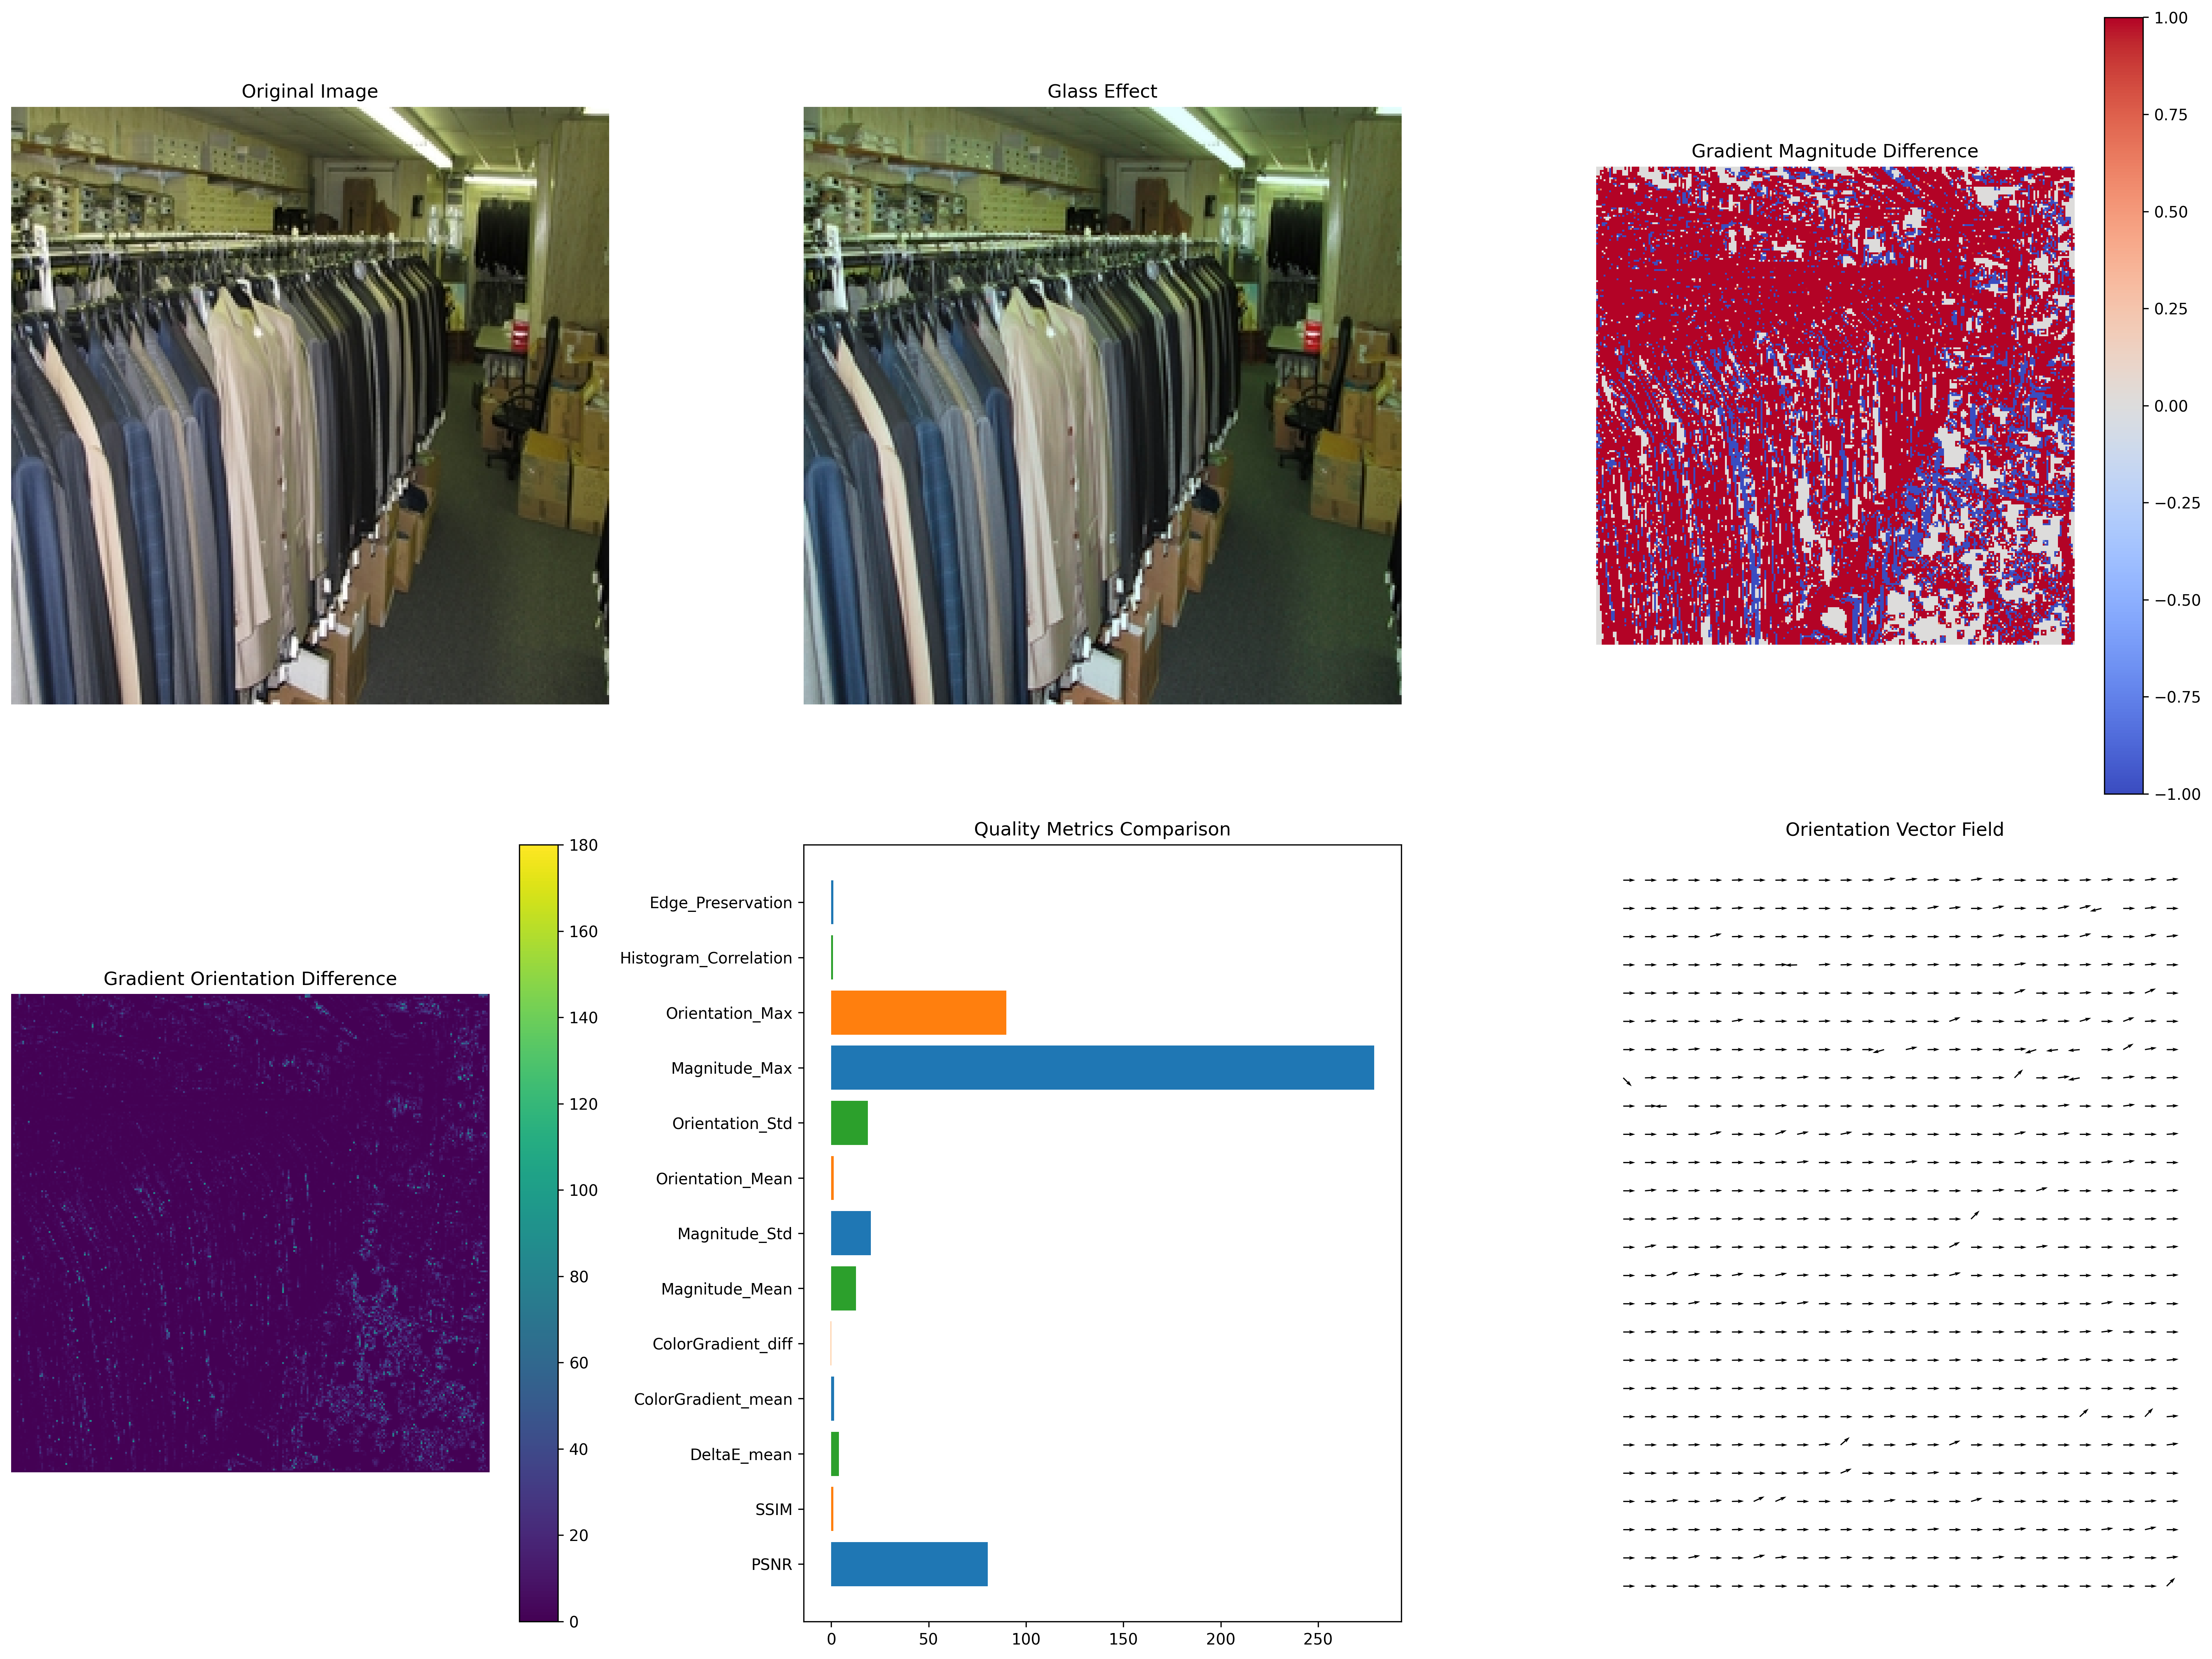 Original Image
Glass Effect
Gradient Magnitude Difference
1.00
0.75
0.50
0.25
0.00
−0.25
−0.50
−0.75
−1.00
Gradient Orientation Difference
180
160
140
120
100
80
60
40
20
0
Quality Metrics Comparison
Edge_Preservation
Histogram_Correlation
Orientation_Max
Magnitude_Max
Orientation_Std
Orientation_Mean
Magnitude_Std
Magnitude_Mean
ColorGradient_diff
ColorGradient_mean
DeltaE_mean
SSIM
PSNR
0 50 100 150 200 250
Orientation Vector Field